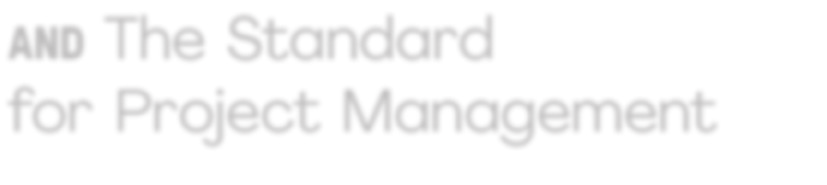 AND The Standard
for Project Management